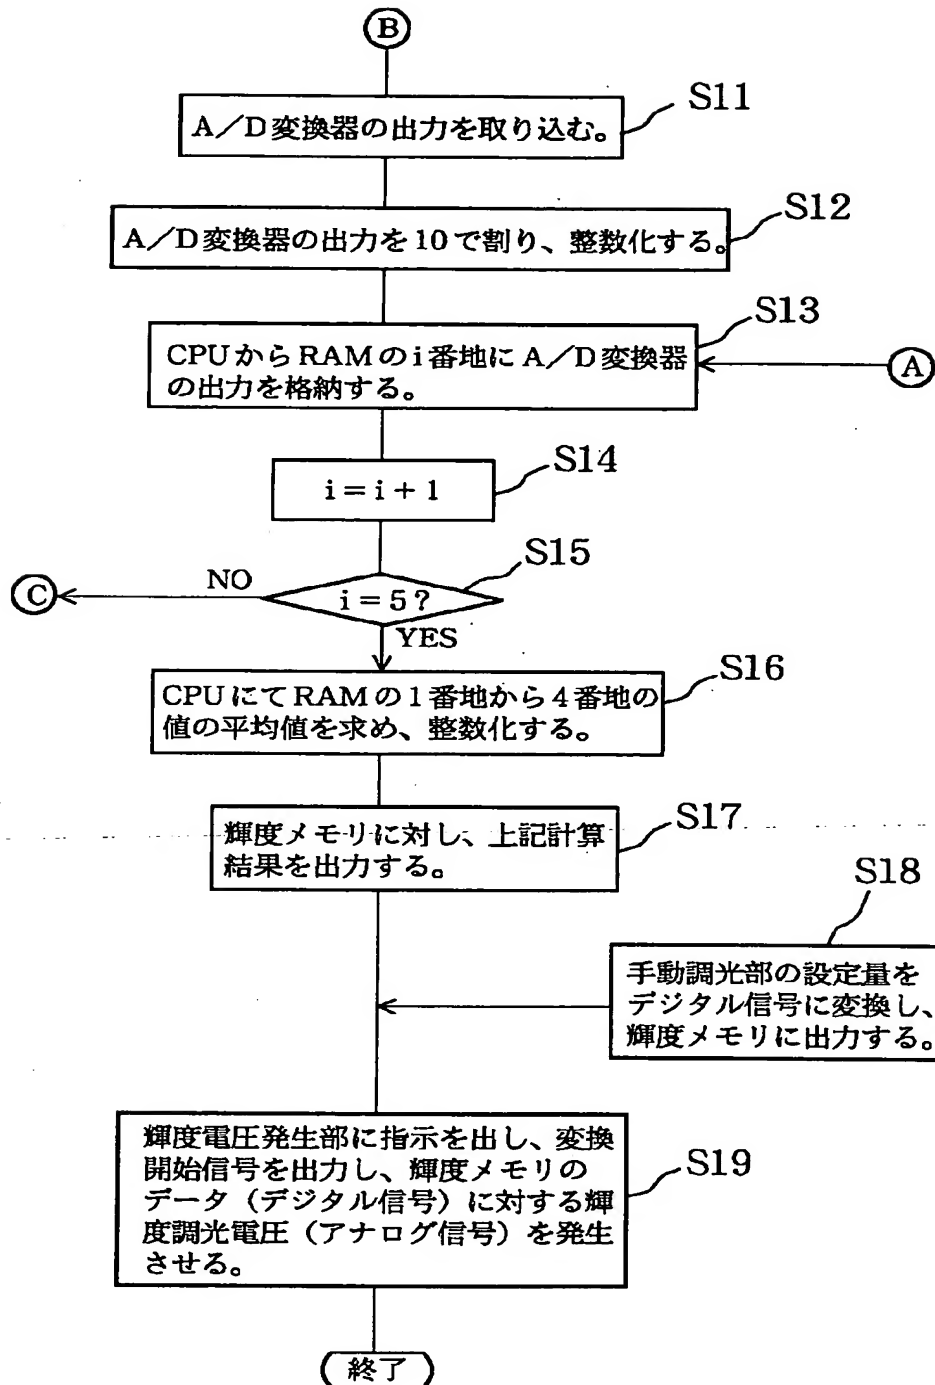 B
S11
A/D変換器の出力を取り込む。
S12
A/D変換器の出力を10で割り、整数化する。
S13
CPUからRAMのi番地にA/D変換器
の出力を格納する。
A
S14
i=i+1
S15
NO
C
i=5?
YES
S16
CPUにてRAMの1番地から4番地の
値の平均値を求め、整数化する。
S17
輝度メモリに対し、上記計算
結果を出力する。
S18
手動調光部の設定量を
デジタル信号に変換し、
輝度メモリに出力する。
S19
輝度電圧発生部に指示を出し、変換
開始信号を出力し、輝度メモリの
データ(デジタル信号)に対する輝
度調光電圧(アナログ信号)を発生
させる。
終了